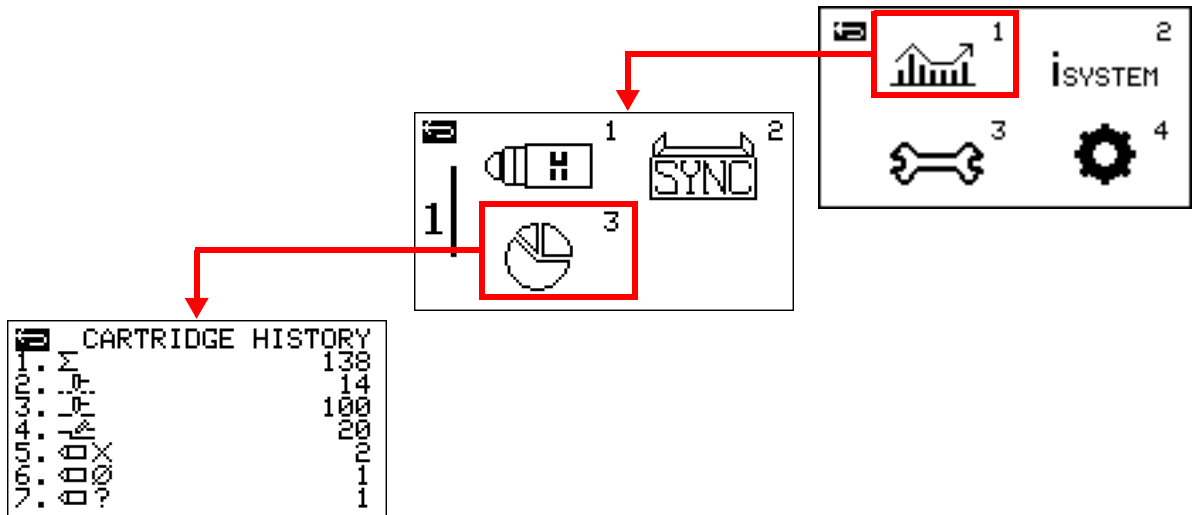 1 2
iSYSTEM
3 4
1 2
SYNC
1 3
CARTRIDGE HISTORY
1. Σ 138
2. 14
3. 100
4. 20
5. X 2
6. Ø 1
7. ? 1